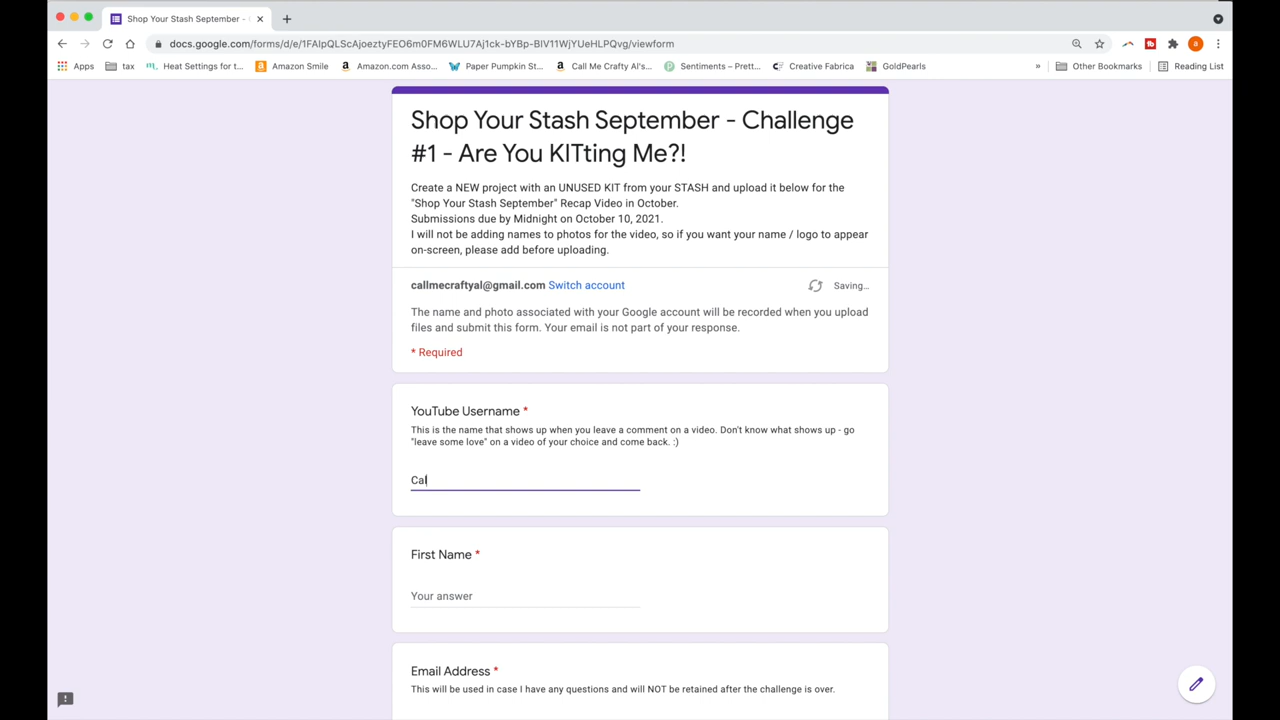 Shop Your Stash September -
docs.google.com/forms/d/e/1FAIpQLScAjoeztyFEO6m0FM6WLU7Aj1ck-bYBp-BlV11WjYUeHLPQvg/viewform
Apps tax Heat Settings for t... Amazon Smile Amazon.com Asso... Paper Pumpkin St... Call Me Crafty Al's... Sentiments – Prett... Creative Fabrica GoldPearls » Other Bookmarks Reading List
Shop Your Stash September - Challenge
#1 - Are You KITting Me?!
Create a NEW project with an UNUSED KIT from your STASH and upload it below for the
"Shop Your Stash September" Recap Video in October.
Submissions due by Midnight on October 10, 2021.
I will not be adding names to photos for the video, so if you want your name / logo to appear
on-screen, please add before uploading.
callmecraftyal@gmail.com Switch account Saving...
The name and photo associated with your Google account will be recorded when you upload
files and submit this form. Your email is not part of your response.
* Required
YouTube Username *
This is the name that shows up when you leave a comment on a video. Don't know what shows up - go
"leave some love" on a video of your choice and come back. :)
Cal
First Name *
Your answer
Email Address *
This will be used in case I have any questions and will NOT be retained after the challenge is over.